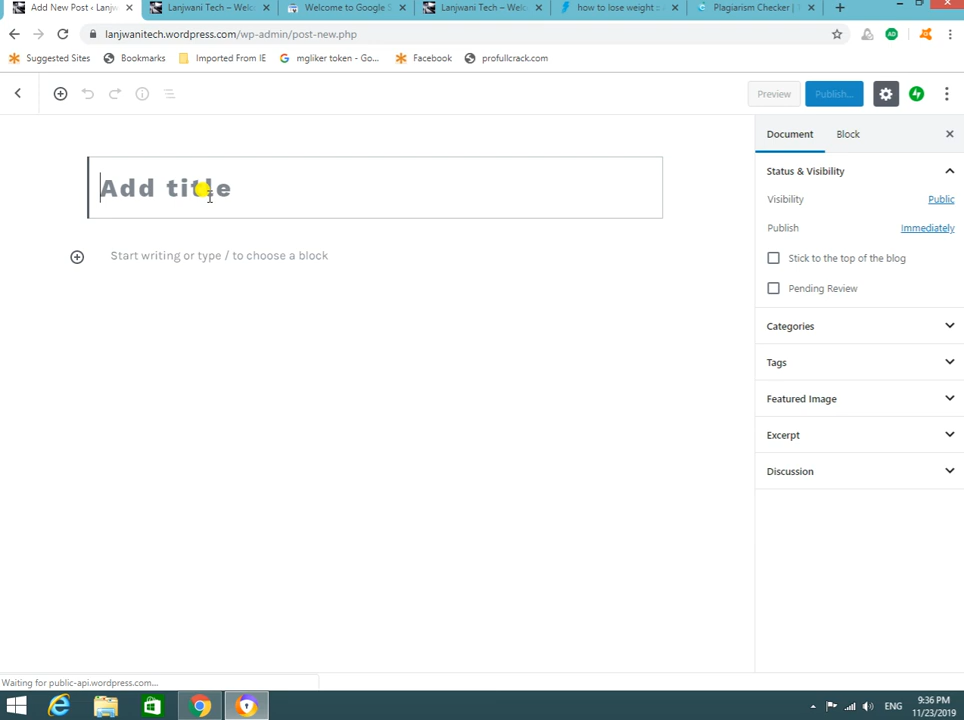 Add New Post ‹ Lanjw
Lanjwani Tech – Welc
Welcome to Google S
Lanjwani Tech – Welc
how to lose weight
Plagiarism Checker |
lanjwanitech.wordpress.com/wp-admin/post-new.php
Suggested Sites Bookmarks Imported From IE mgliker token - Go... Facebook profullcrack.com
Preview Publish...
Document Block
Add title
Start writing or type / to choose a block
Status & Visibility
Visibility Public
Publish Immediately
Stick to the top of the blog
Pending Review
Categories
Tags
Featured Image
Excerpt
Discussion
Waiting for public-api.wordpress.com...
ENG
9:36 PM
11/23/2019